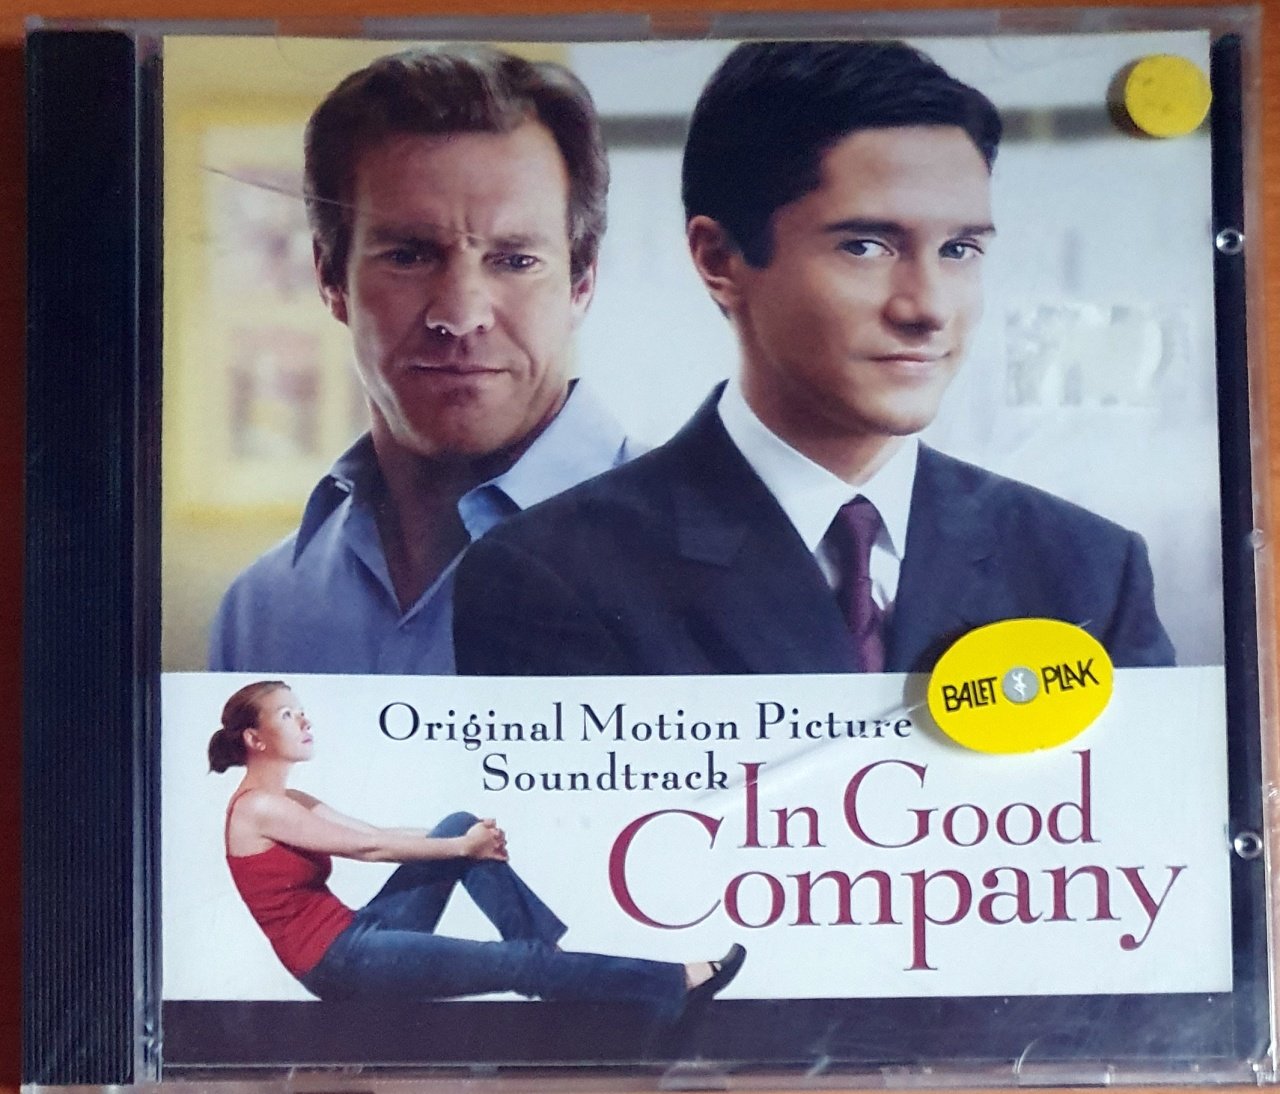 BALET PLAK
Original Motion Picture
Soundtrack
In Good
Company